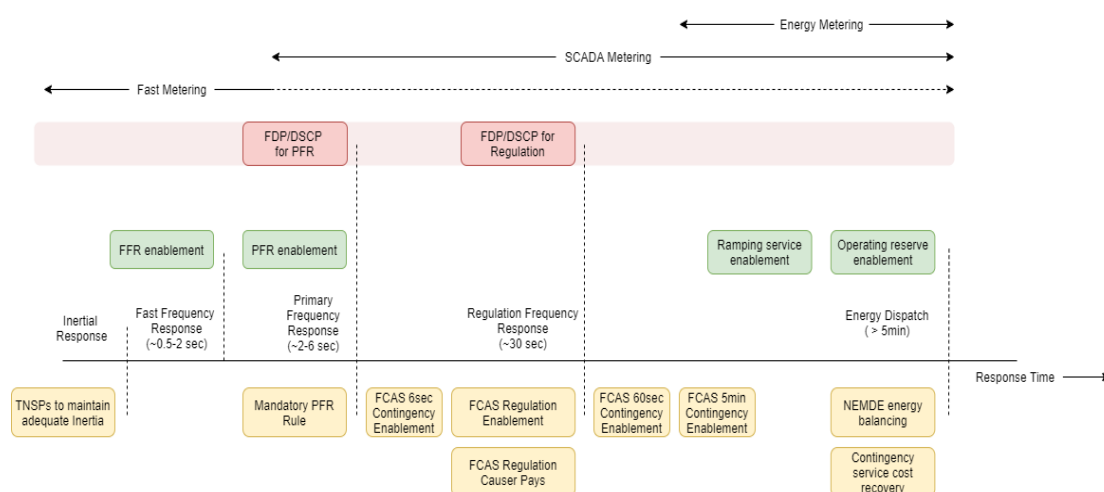 Energy Metering
SCADA Metering
Fast Metering
FDP/DSCP
for PFR
FDP/DSCP for
Regulation
FFR enablement
PFR enablement
Ramping service
enablement
Operating reserve
enablement
Inertial
Response
Fast Frequency
Response
(~0.5-2 sec)
Primary
Frequency
Response
(~2-6 sec)
Regulation Frequency
Response
(~30 sec)
Energy Dispatch
( > 5min)
Response Time
TNSPs to maintain
adequate Inertia
Mandatory PFR
Rule
FCAS 6sec
Contingency
Enablement
FCAS Regulation
Enablement
FCAS 60sec
Contingency
Enablement
FCAS 5min
Contingency
Enablement
NEMDE energy
balancing
FCAS Regulation
Causer Pays
Contingency
service cost
recovery